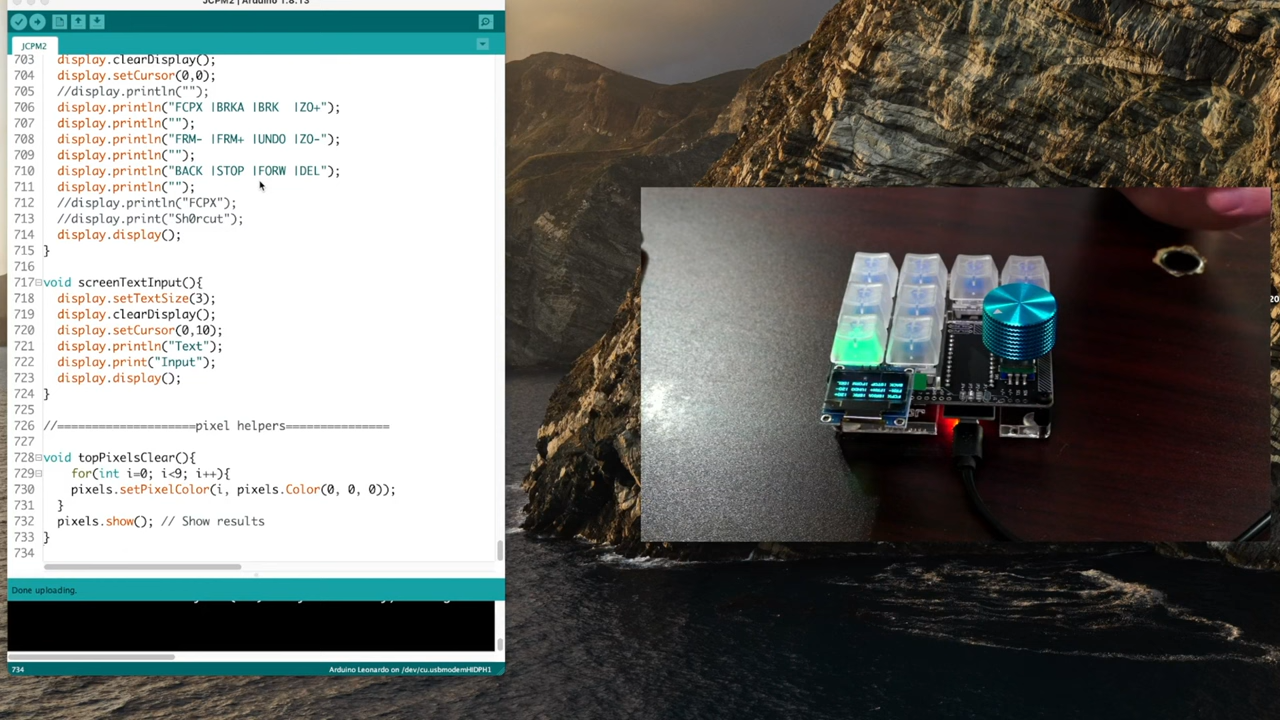 JCPM2 | Arduino 1.8.13
JCPM2
703 display.clearDisplay();
704 display.setCursor(0,0);
705 //display.println("");
706 display.println("FCPX |BRKA |BRK  |ZO+");
707 display.println("");
708 display.println("FRM- |FRM+ |UNDO |ZO-");
709 display.println("");
710 display.println("BACK |STOP |FORW |DEL");
711 display.println("");
712 //display.println("FCPX");
713 //display.print("Sh0rcut");
714 display.display();
715 }
716
717 void screenTextInput(){
718 display.setTextSize(3);
719 display.clearDisplay();
720 display.setCursor(0,10);
721 display.println("Text");
722 display.print("Input");
723 display.display();
724 }
725
726 //====================pixel helpers===============
727
728 void topPixelsClear(){
729 for(int i=0; i<9; i++){
730 pixels.setPixelColor(i, pixels.Color(0, 0, 0));
731 }
732 pixels.show(); // Show results
733 }
734
Done uploading.
734 Arduino Leonardo on /dev/cu.usbmodemHIDPH1
20